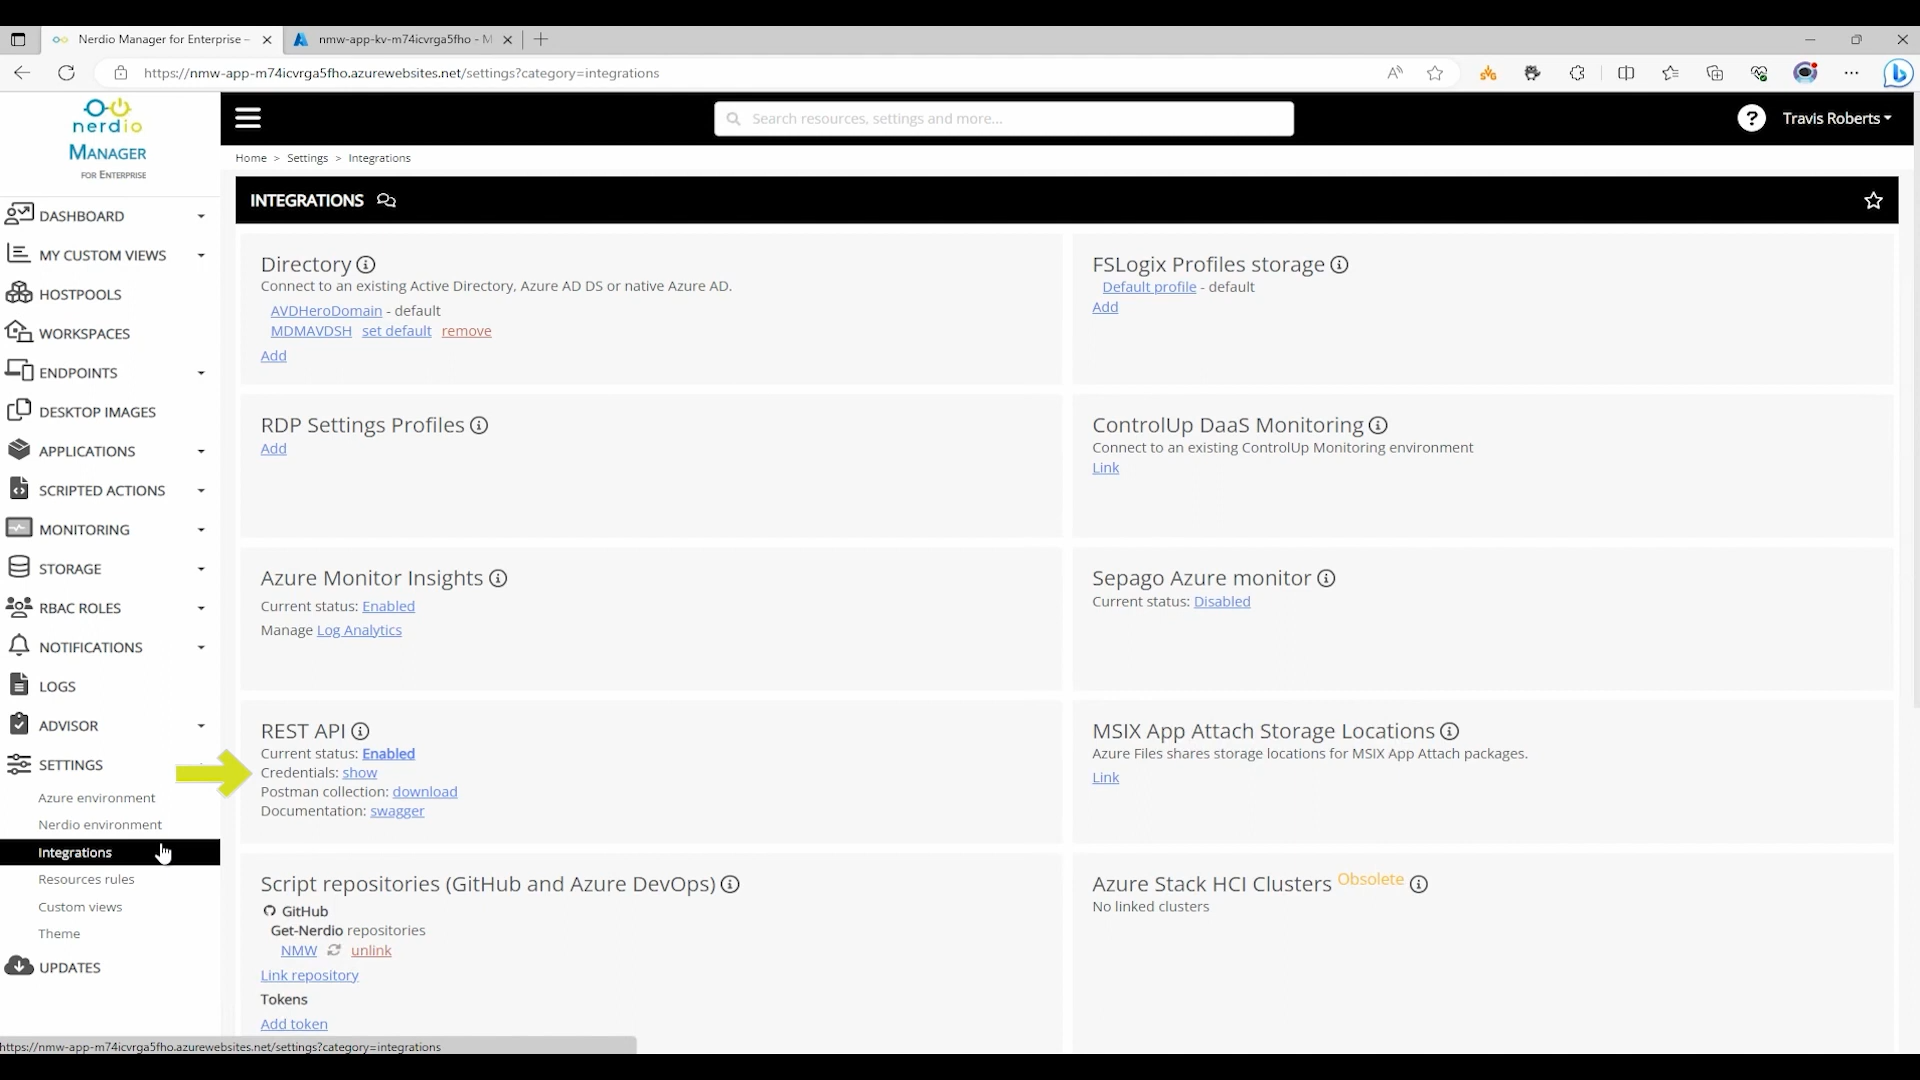 Nerdio Manager for Enterprise –
nmw-app-kv-m74icvrga5fho - M
https://nmw-app-m74icvrga5fho.azurewebsites.net/settings?category=integrations
nerdio
MANAGER
FOR ENTERPRISE
Search resources, settings and more...
?
Travis Roberts
Home > Settings > Integrations
INTEGRATIONS
DASHBOARD
MY CUSTOM VIEWS
HOSTPOOLS
WORKSPACES
ENDPOINTS
DESKTOP IMAGES
APPLICATIONS
SCRIPTED ACTIONS
MONITORING
STORAGE
RBAC ROLES
NOTIFICATIONS
LOGS
ADVISOR
SETTINGS
Azure environment
Nerdio environment
Integrations
Resources rules
Custom views
Theme
UPDATES
Directory
Connect to an existing Active Directory, Azure AD DS or native Azure AD.
AVDHeroDomain - default
MDMAVDSH set default remove
Add
FSLogix Profiles storage
Default profile - default
Add
RDP Settings Profiles
Add
ControlUp DaaS Monitoring
Connect to an existing ControlUp Monitoring environment
Link
Azure Monitor Insights
Current status: Enabled
Manage Log Analytics
Sepago Azure monitor
Current status: Disabled
REST API
Current status: Enabled
Credentials: show
Postman collection: download
Documentation: swagger
MSIX App Attach Storage Locations
Azure Files shares storage locations for MSIX App Attach packages.
Link
Script repositories (GitHub and Azure DevOps)
GitHub
Get-Nerdio repositories
NMW unlink
Link repository
Tokens
Add token
Azure Stack HCI Clusters Obsolete
No linked clusters
https://nmw-app-m74icvrga5fho.azurewebsites.net/settings?category=integrations